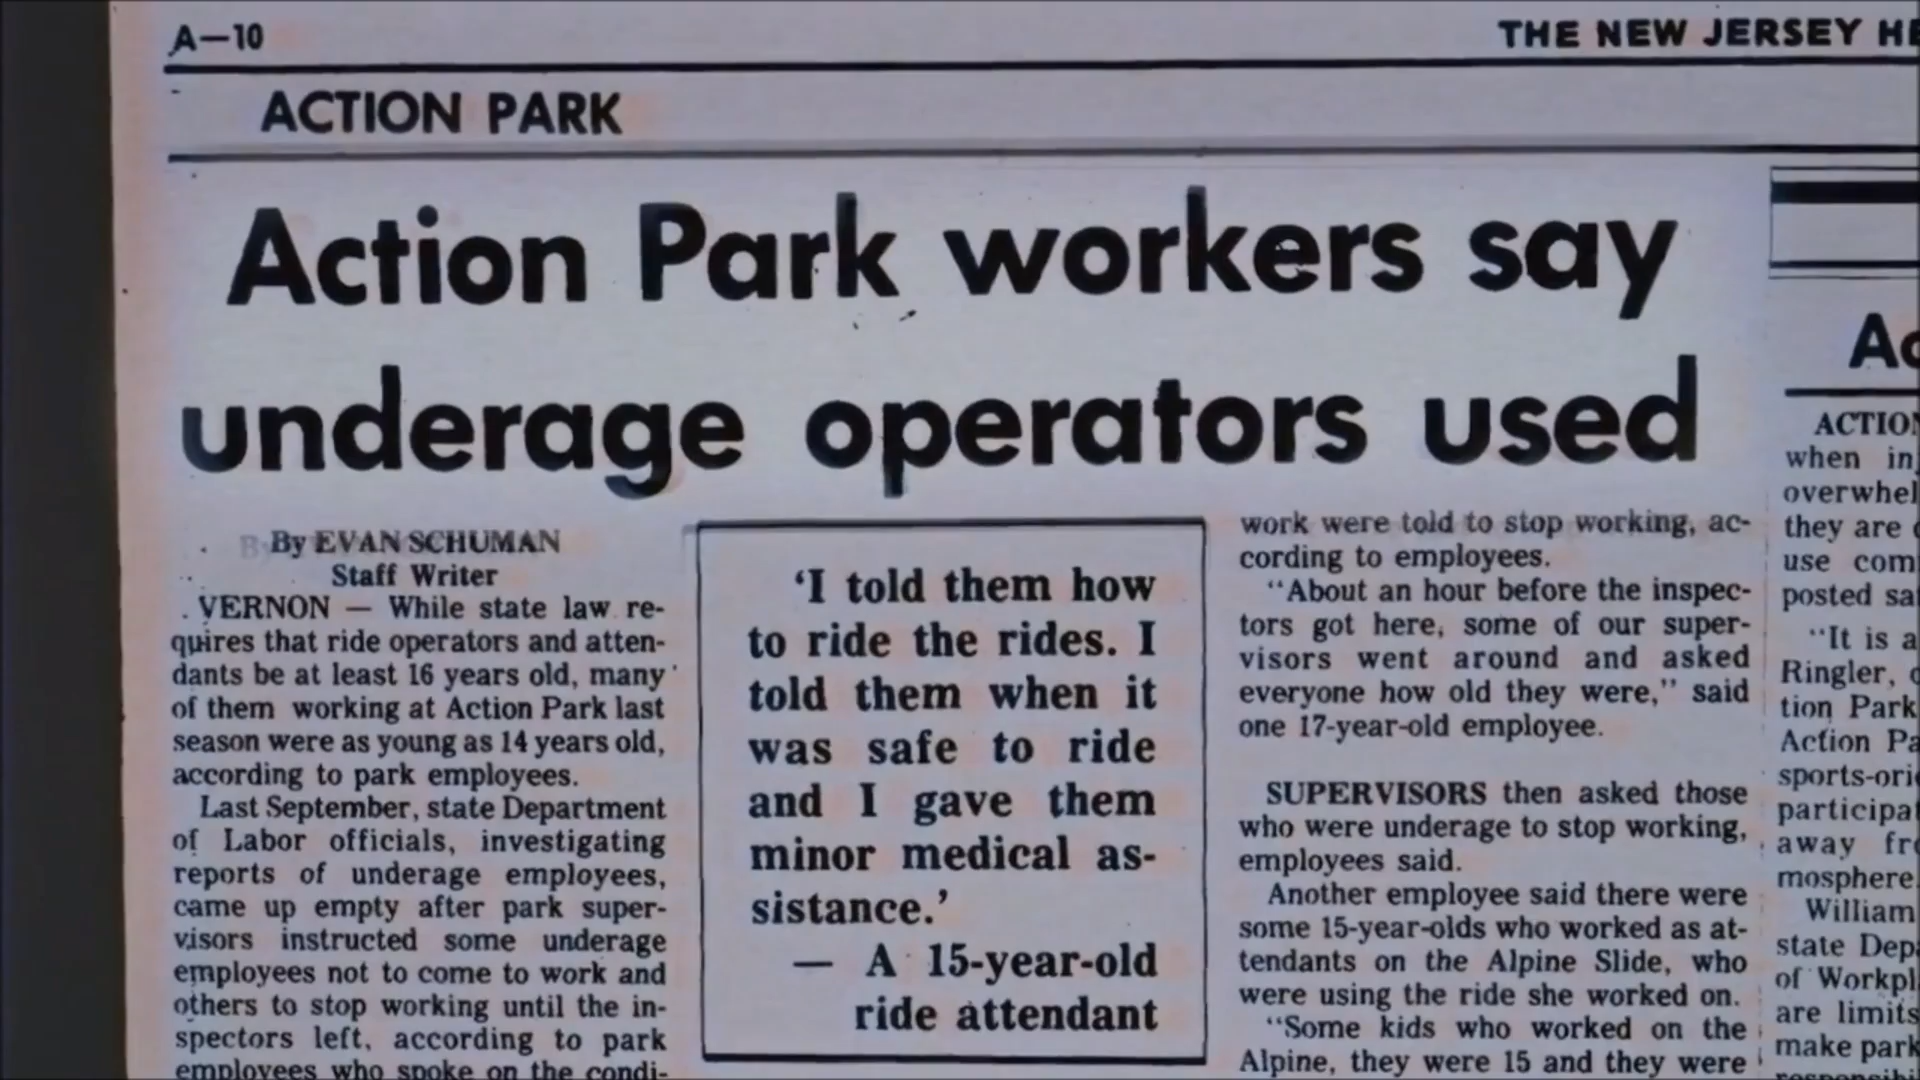 A—10
THE NEW JERSEY HE
ACTION PARK
Action Park workers say
underage operators used
By EVAN SCHUMAN
Staff Writer
VERNON — While state law re-
quires that ride operators and atten-
dants be at least 16 years old, many
of them working at Action Park last
season were as young as 14 years old,
according to park employees.
Last September, state Department
of Labor officials, investigating
reports of underage employees,
came up empty after park super-
visors instructed some underage
employees not to come to work and
others to stop working until the in-
spectors left, according to park
employees who spoke on the condi-
'I told them how
to ride the rides. I
told them when it
was safe to ride
and I gave them
minor medical as-
sistance.'
— A 15-year-old
ride attendant
work were told to stop working, ac-
cording to employees.
"About an hour before the inspec-
tors got here, some of our super-
visors went around and asked
everyone how old they were," said
one 17-year-old employee.
SUPERVISORS then asked those
who were underage to stop working,
employees said.
Another employee said there were
some 15-year-olds who worked as at-
tendants on the Alpine Slide, who
were using the ride she worked on.
"Some kids who worked on the
Alpine, they were 15 and they were
Ac
ACTION
when inj
overwhel
they are
use com
posted sa
"It is a
Ringler,
tion Park
Action Pa
sports-orie
participat
away fro
mosphere
William
state Depa
of Workpl
are limits
make park